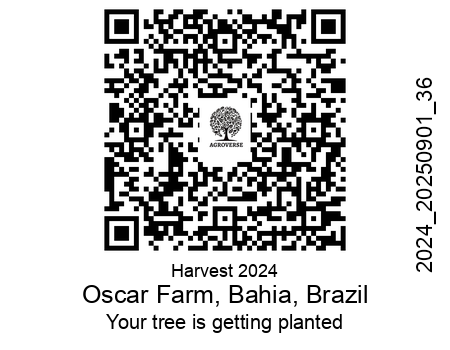 AGROVERSE
Harvest 2024
Oscar Farm, Bahia, Brazil
Your tree is getting planted
2024_20250901_36